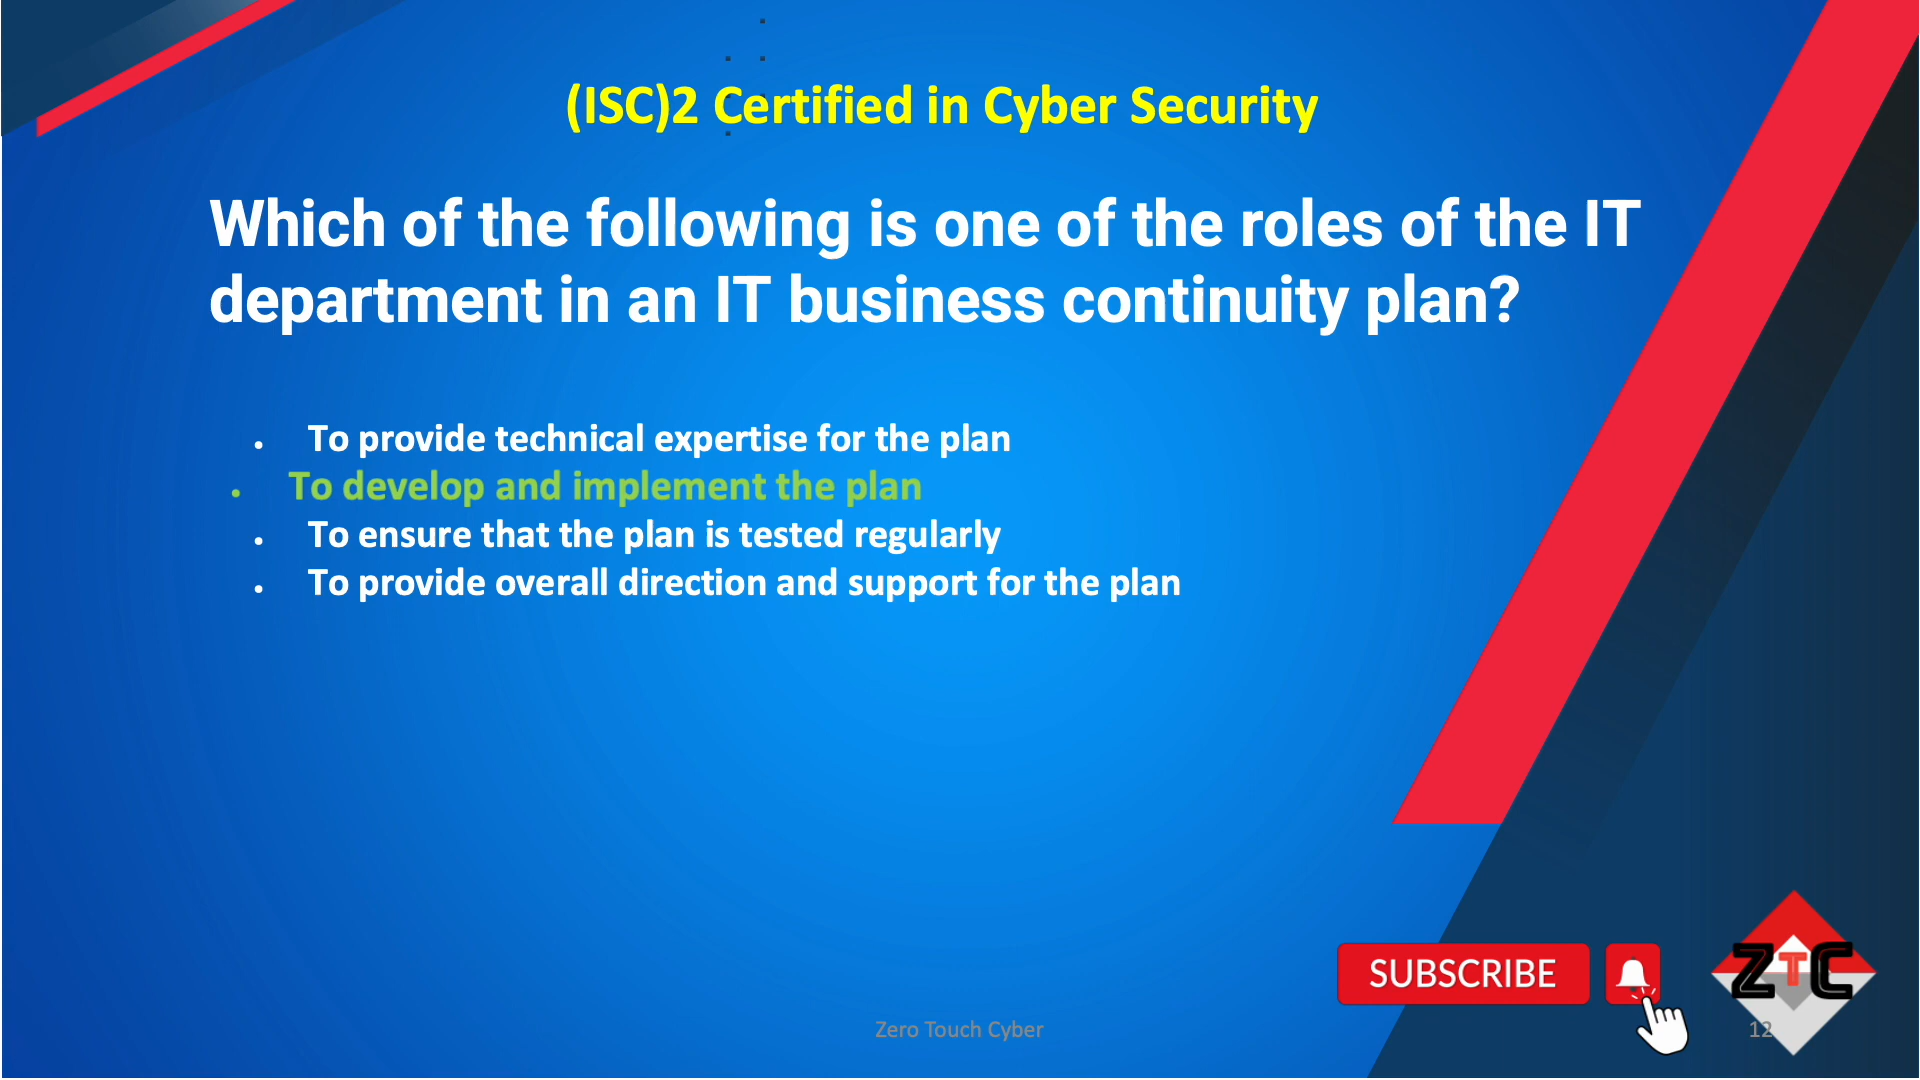 (ISC)2 Certified in Cyber Security
Which of the following is one of the roles of the IT
department in an IT business continuity plan?
• To provide technical expertise for the plan
• To develop and implement the plan
• To ensure that the plan is tested regularly
• To provide overall direction and support for the plan
SUBSCRIBE
ZTC
Zero Touch Cyber
12